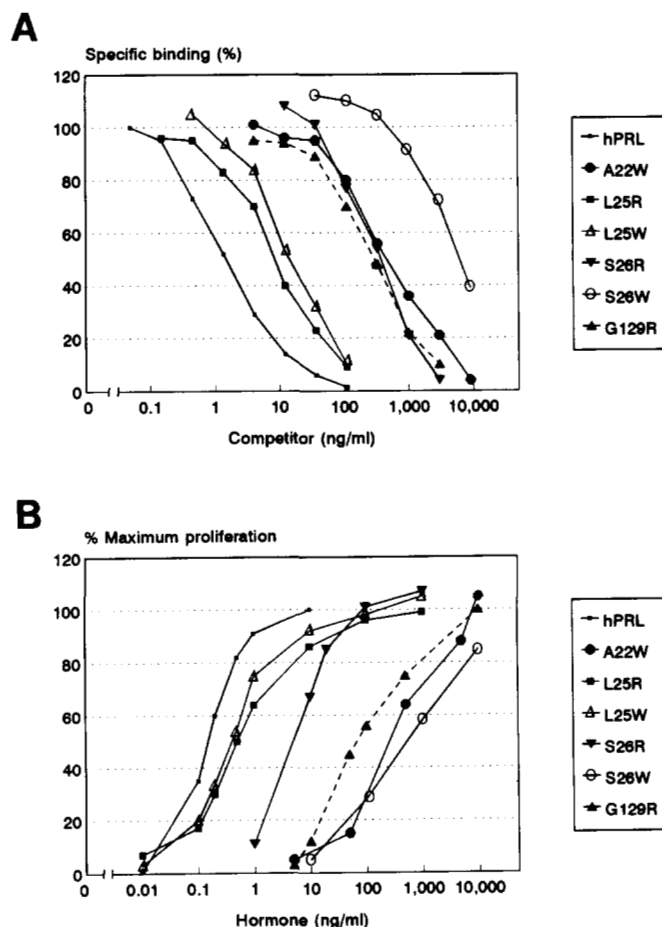 A
Specific binding (%)
120
100
80
60
40
20
0
0 0.1 1 10 100 1,000 10,000
Competitor (ng/ml)
hPRL
A22W
L25R
L25W
S26R
S26W
G129R
B
% Maximum proliferation
120
100
80
60
40
20
0
0 0.01 0.1 1 10 100 1,000 10,000
Hormone (ng/ml)
hPRL
A22W
L25R
L25W
S26R
S26W
G129R